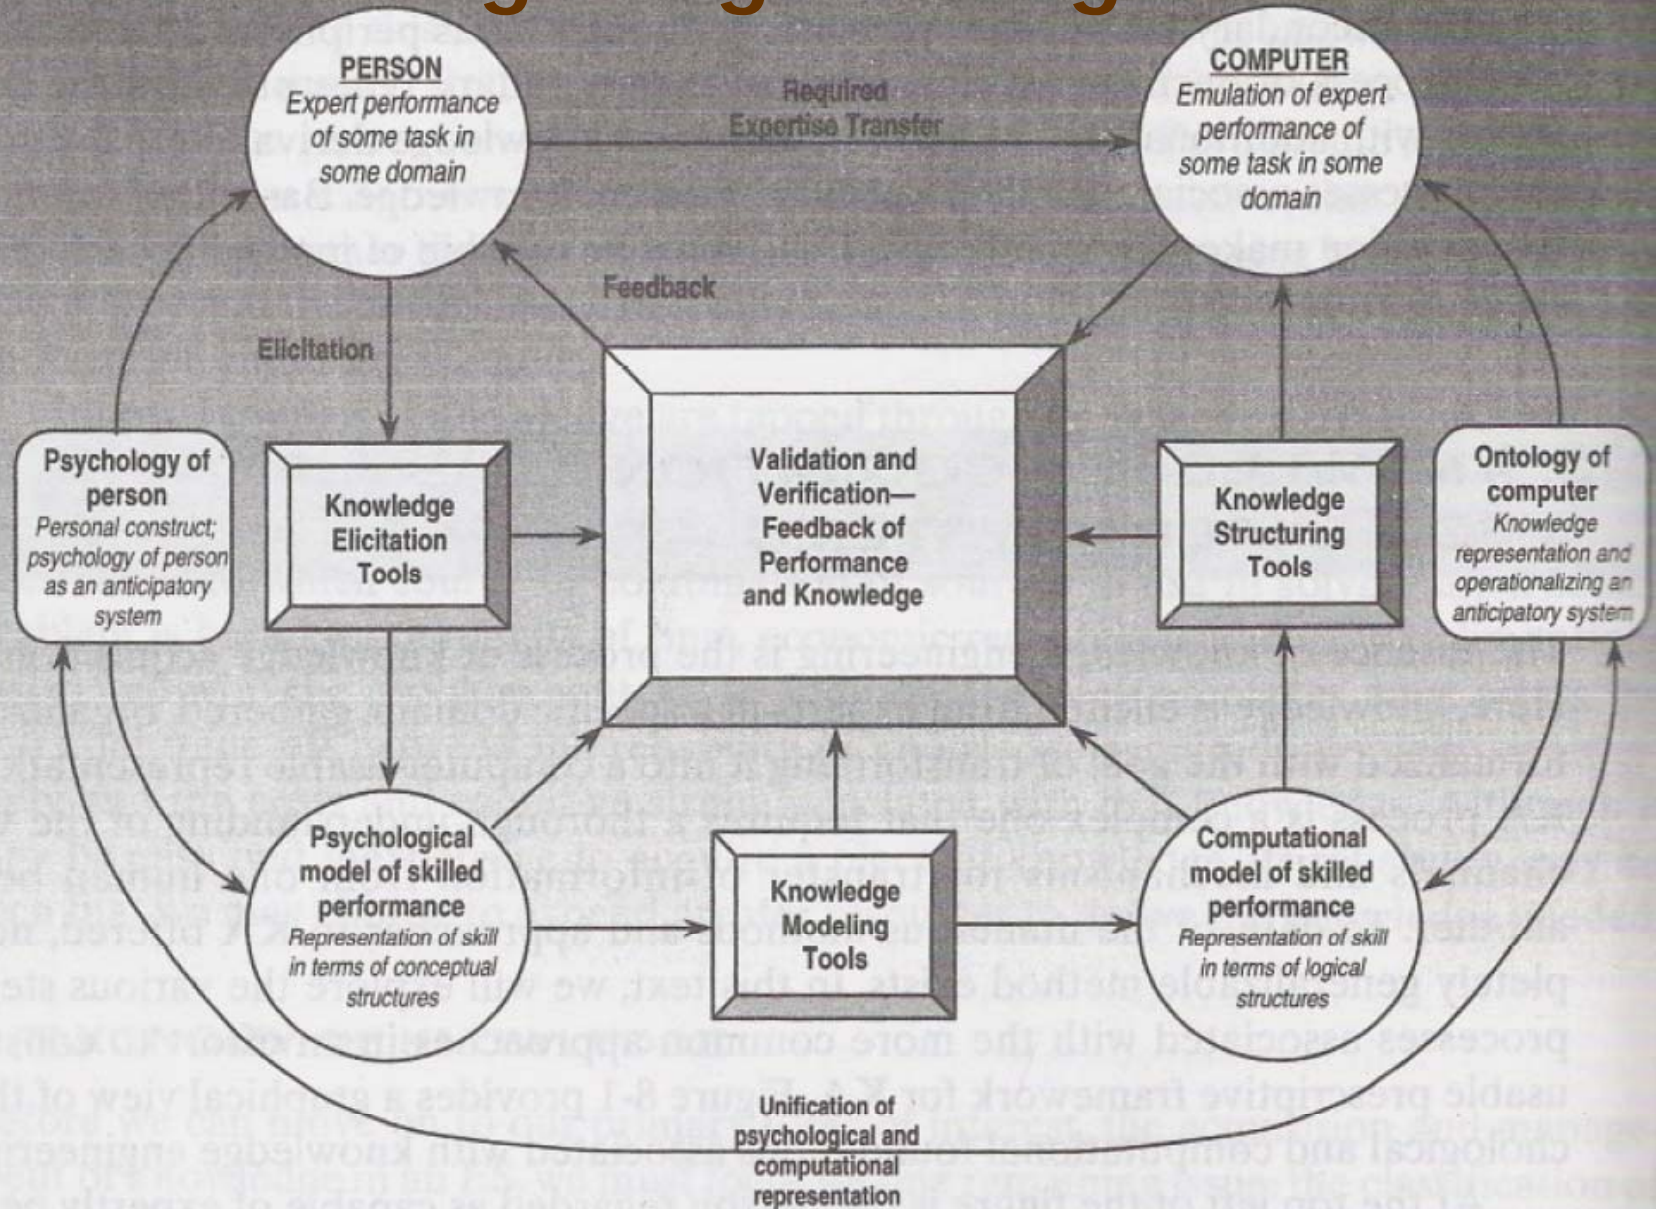 PERSON
Expert performance
of some task in
some domain
Required
Expertise Transfer
COMPUTER
Emulation of expert
performance of
some task in some
domain
Feedback
Elicitation
Psychology of
person
Personal construct;
psychology of person
as an anticipatory
system
Knowledge
Elicitation
Tools
Validation and
Verification—
Feedback of
Performance
and Knowledge
Knowledge
Structuring
Tools
Ontology of
computer
Knowledge
representation and
operationalizing an
anticipatory system
Psychological
model of skilled
performance
Representation of skill
in terms of conceptual
structures
Knowledge
Modeling
Tools
Computational
model of skilled
performance
Representation of skill
in terms of logical
structures
Unification of
psychological and
computational
representation